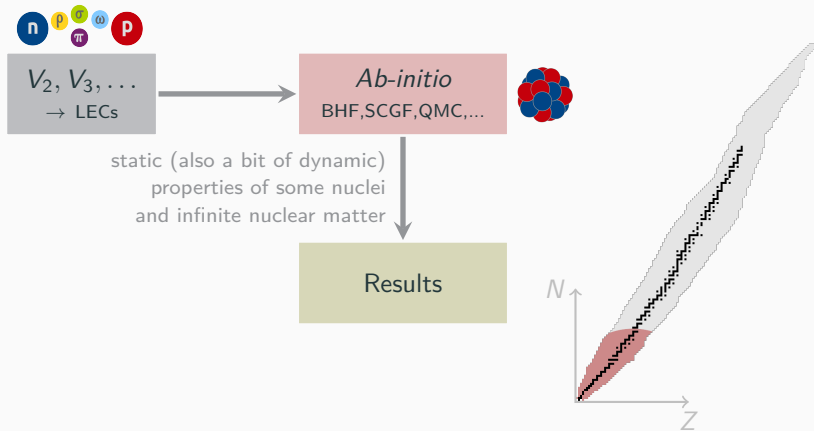 n ρ σ ω π p
V₂, V₃, . . .
→ LECs
Ab-initio
BHF,SCGF,QMC,...
static (also a bit of dynamic)
properties of some nuclei
and infinite nuclear matter
Results
N
Z